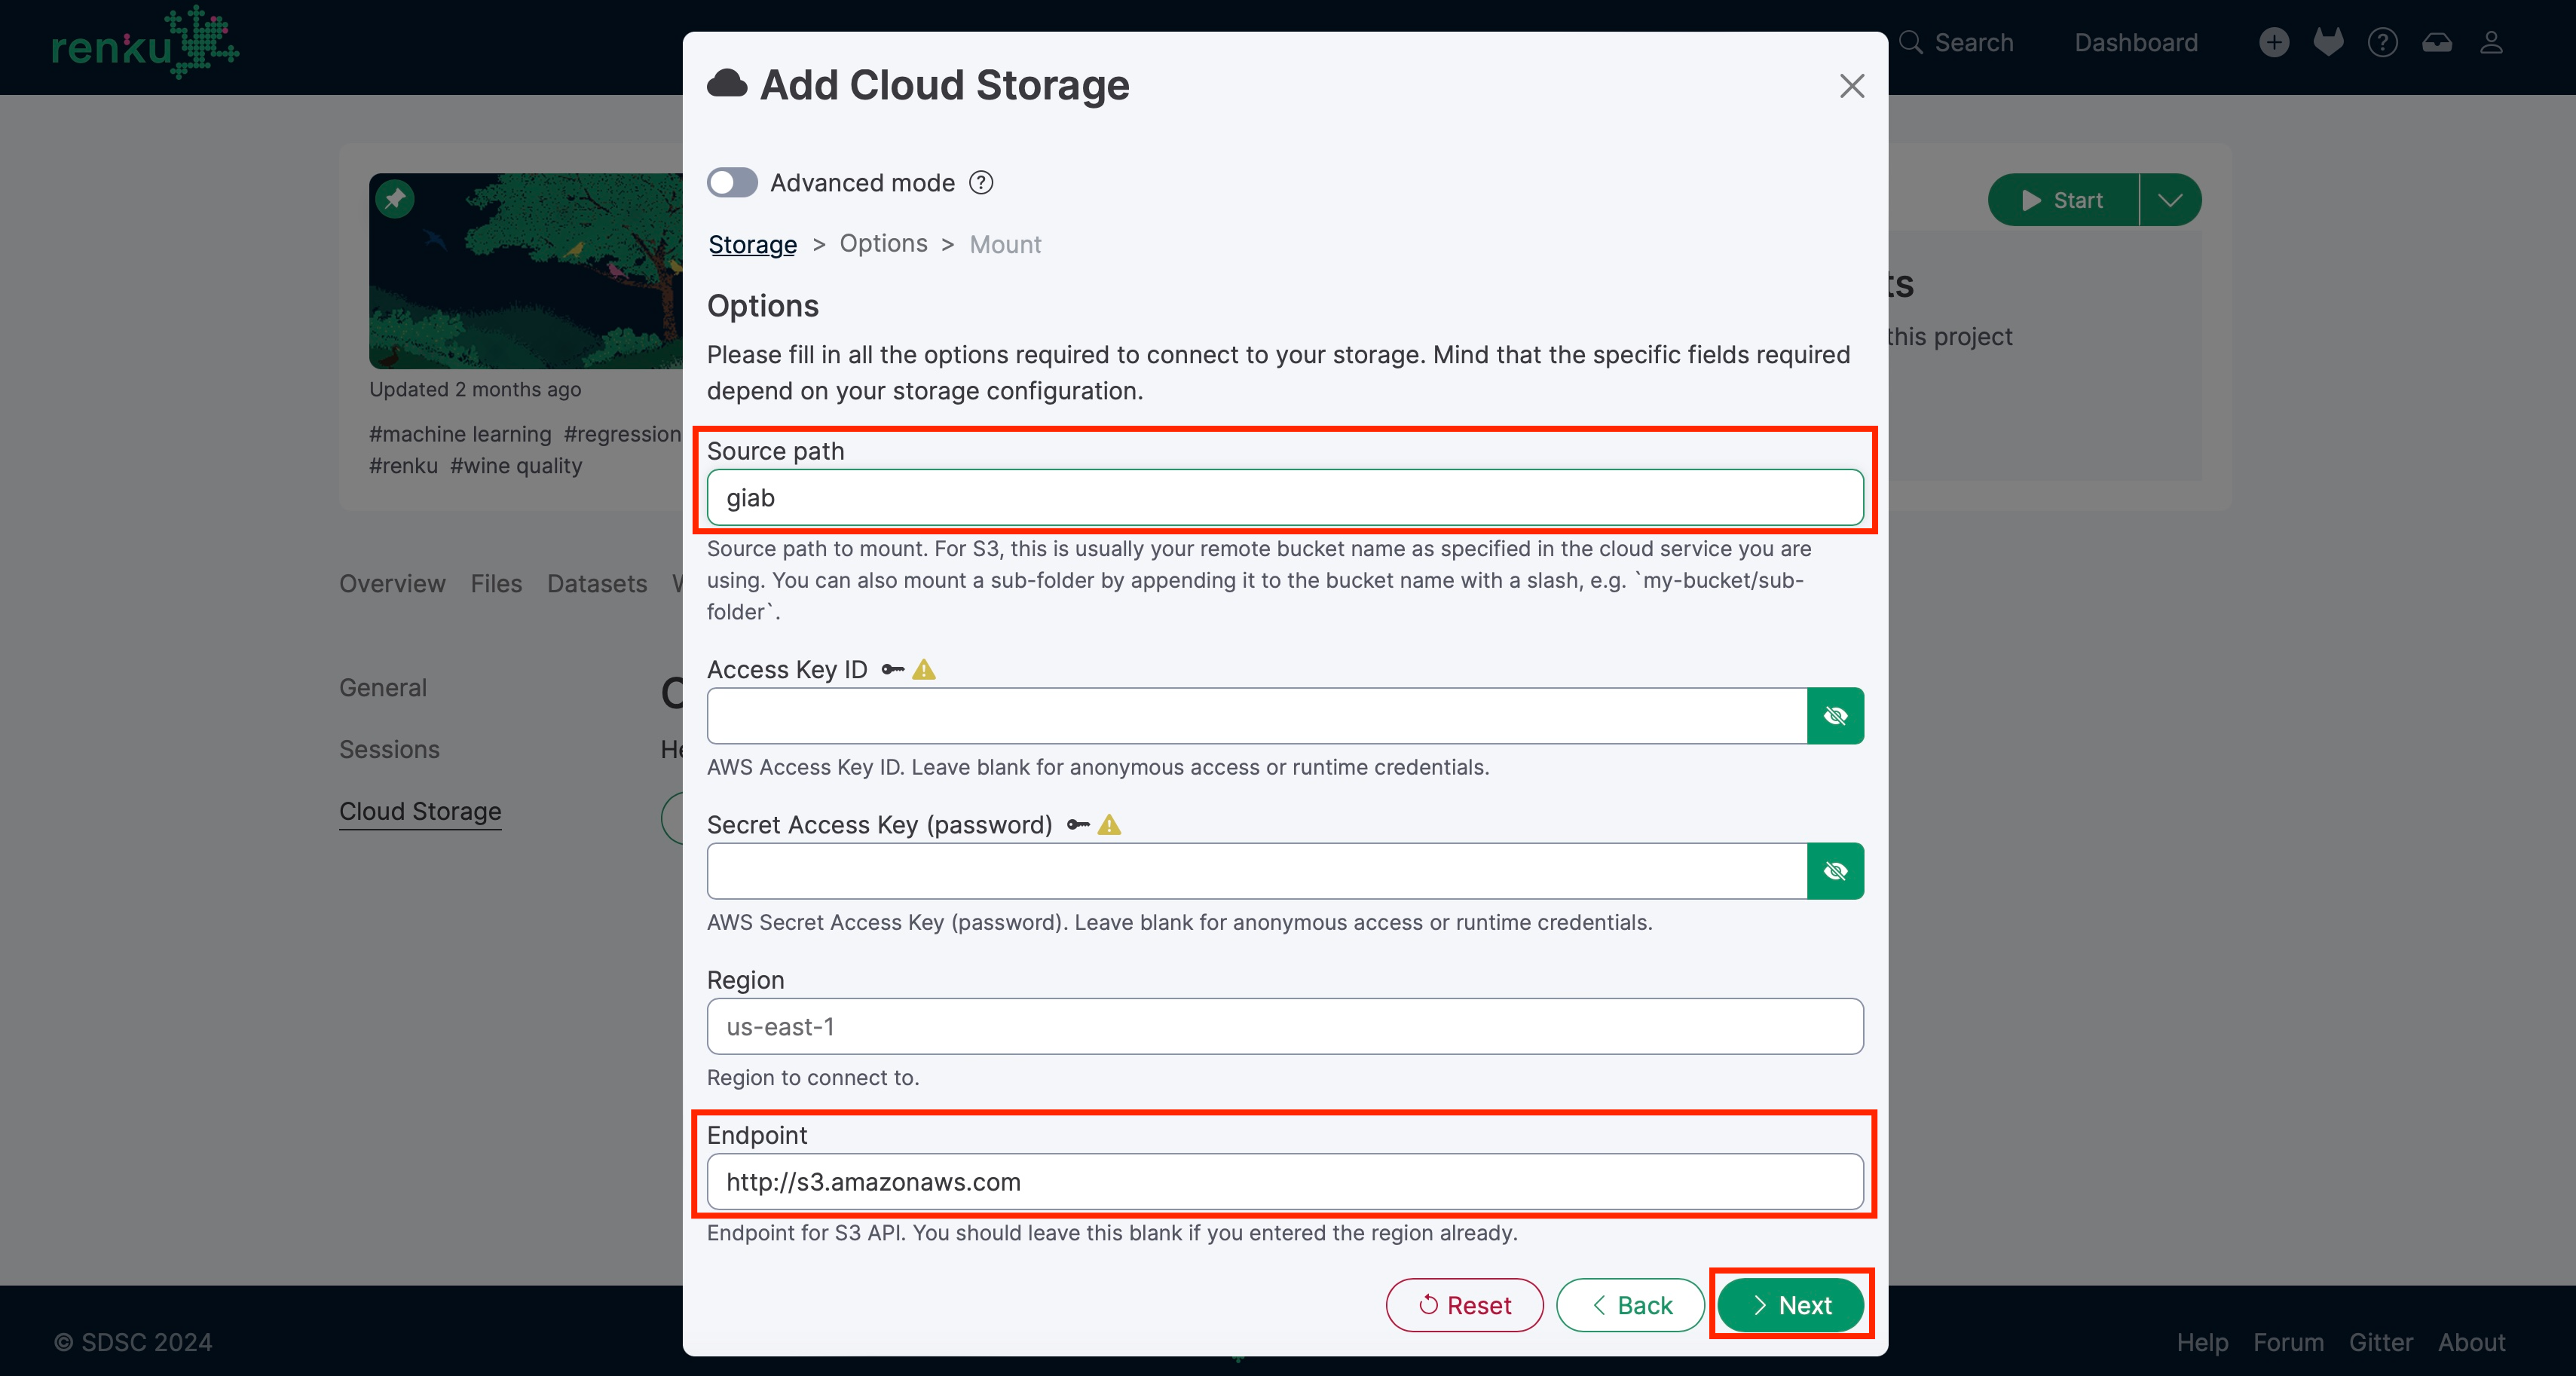 renku
Search
Dashboard
Add Cloud Storage
Advanced mode
Start
Storage > Options > Mount
ts
Options
this project
Please fill in all the options required to connect to your storage. Mind that the specific fields required
depend on your storage configuration.
Updated 2 months ago
#machine learning #regression
#renku #wine quality
Source path
giab
Source path to mount. For S3, this is usually your remote bucket name as specified in the cloud service you are
using. You can also mount a sub-folder by appending it to the bucket name with a slash, e.g. `my-bucket/sub-
folder`.
Overview Files Datasets W
Access Key ID
AWS Access Key ID. Leave blank for anonymous access or runtime credentials.
General
Sessions
He
Cloud Storage
C
Secret Access Key (password)
AWS Secret Access Key (password). Leave blank for anonymous access or runtime credentials.
Region
us-east-1
Region to connect to.
Endpoint
http://s3.amazonaws.com
Endpoint for S3 API. You should leave this blank if you entered the region already.
Reset
Back
Next
© SDSC 2024
Help Forum Gitter About